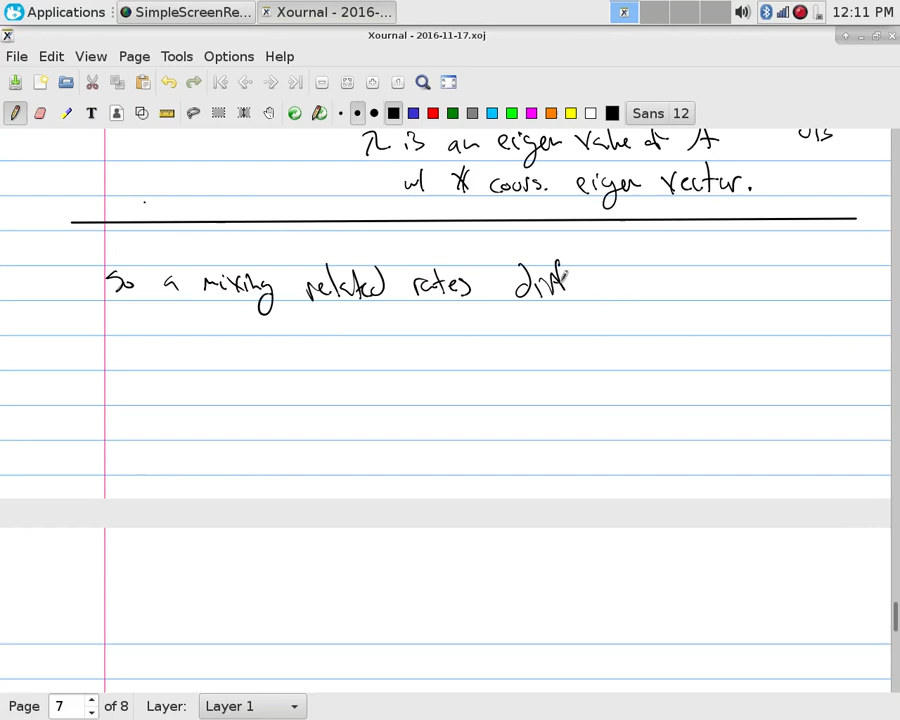 Applications SimpleScreenRe... Xournal - 2016-... 12:11 PM
Xournal - 2016-11-17.xoj
File Edit View Page Tools Options Help
Sans 12
λ is an eigen value of A
w/ cours. eigen vector.
So a mixing related rates diff
Page 7 of 8 Layer: Layer 1